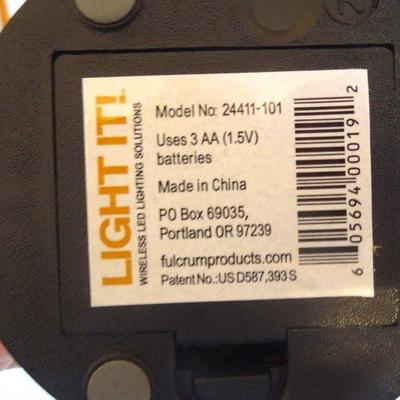 LIGHT IT!
WIRELESS LED LIGHTING SOLUTIONS
Model No: 24411-101
Uses 3 AA (1.5V)
batteries
Made in China
PO Box 69035,
Portland OR 97239
fulcrumproducts.com
Patent No.:US D587,393 S
6 05694 00019 2